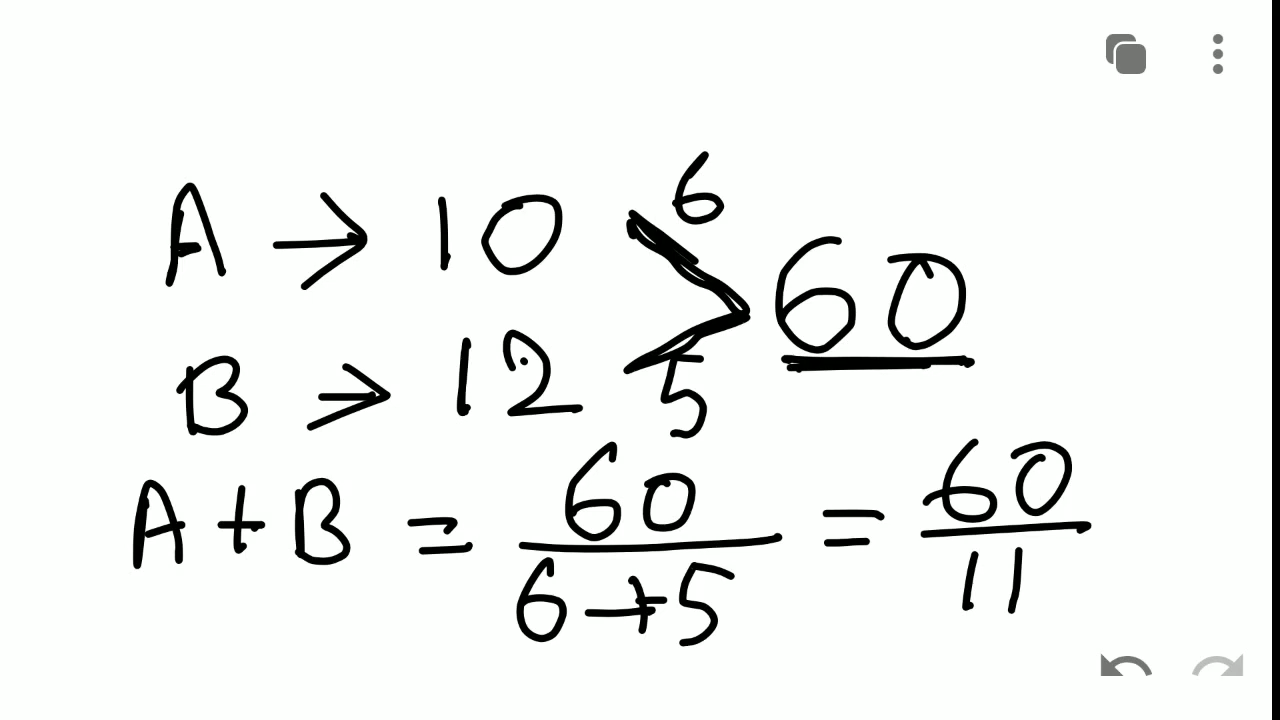 A → 10 6
60
B → 12 5
A + B = 60/6+5 = 60/11